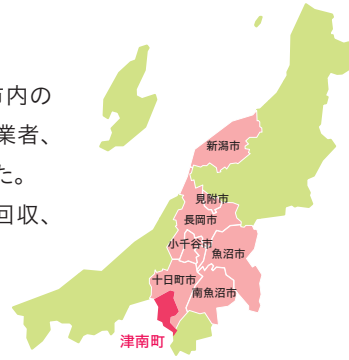 市内の
業者、
た。
回収、
新潟市
見附市
長岡市
小千谷市
魚沼市
十日町市
南魚沼市
津南町